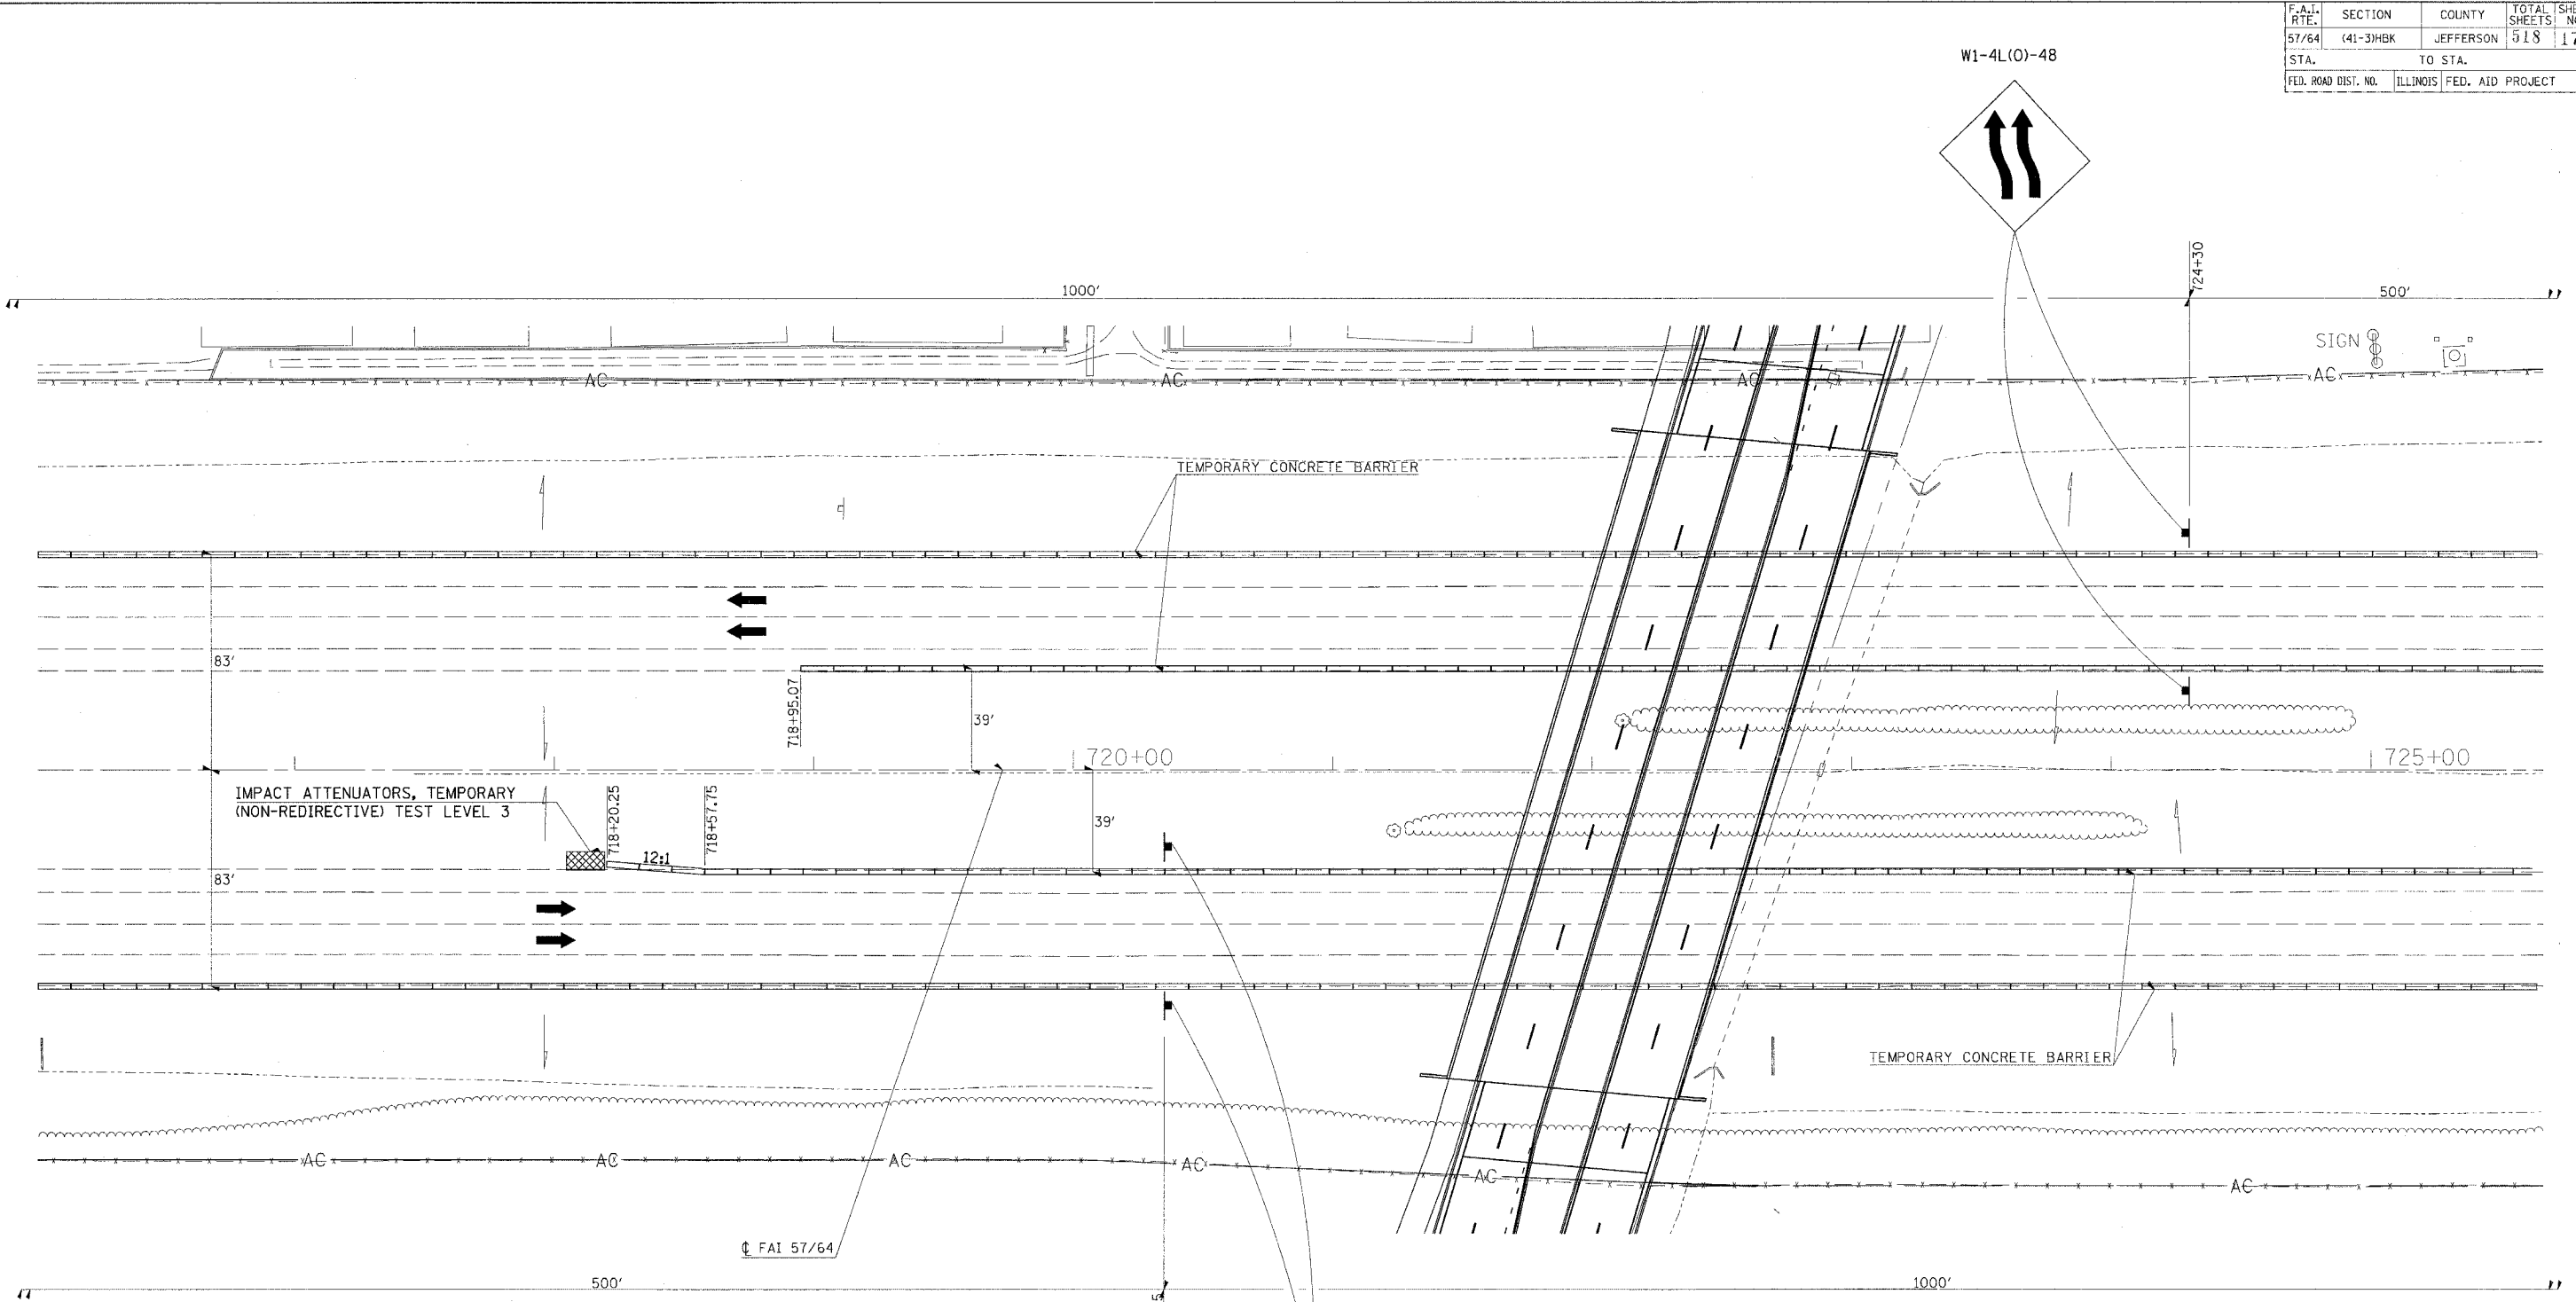 F.A.I. RTE. SECTION COUNTY TOTAL SHEETS
57/64 (41-3)HBK JEFFERSON 518
STA. TO STA.
FED. ROAD DIST. NO. ILLINOIS FED. AID PROJECT
W1-4L(O)-48
724+30
1000'
500'
SIGN
AC
AC
AC
AC
TEMPORARY CONCRETE BARRIER
83'
718+95.07
39'
720+00
725+00
IMPACT ATTENUATORS, TEMPORARY
(NON-REDIRECTIVE) TEST LEVEL 3
718+20.25
718+57.75
39'
12:1
83'
TEMPORARY CONCRETE BARRIER
AC
AC
AC
AC
AC
AC
℄ FAI 57/64
500'
1000'